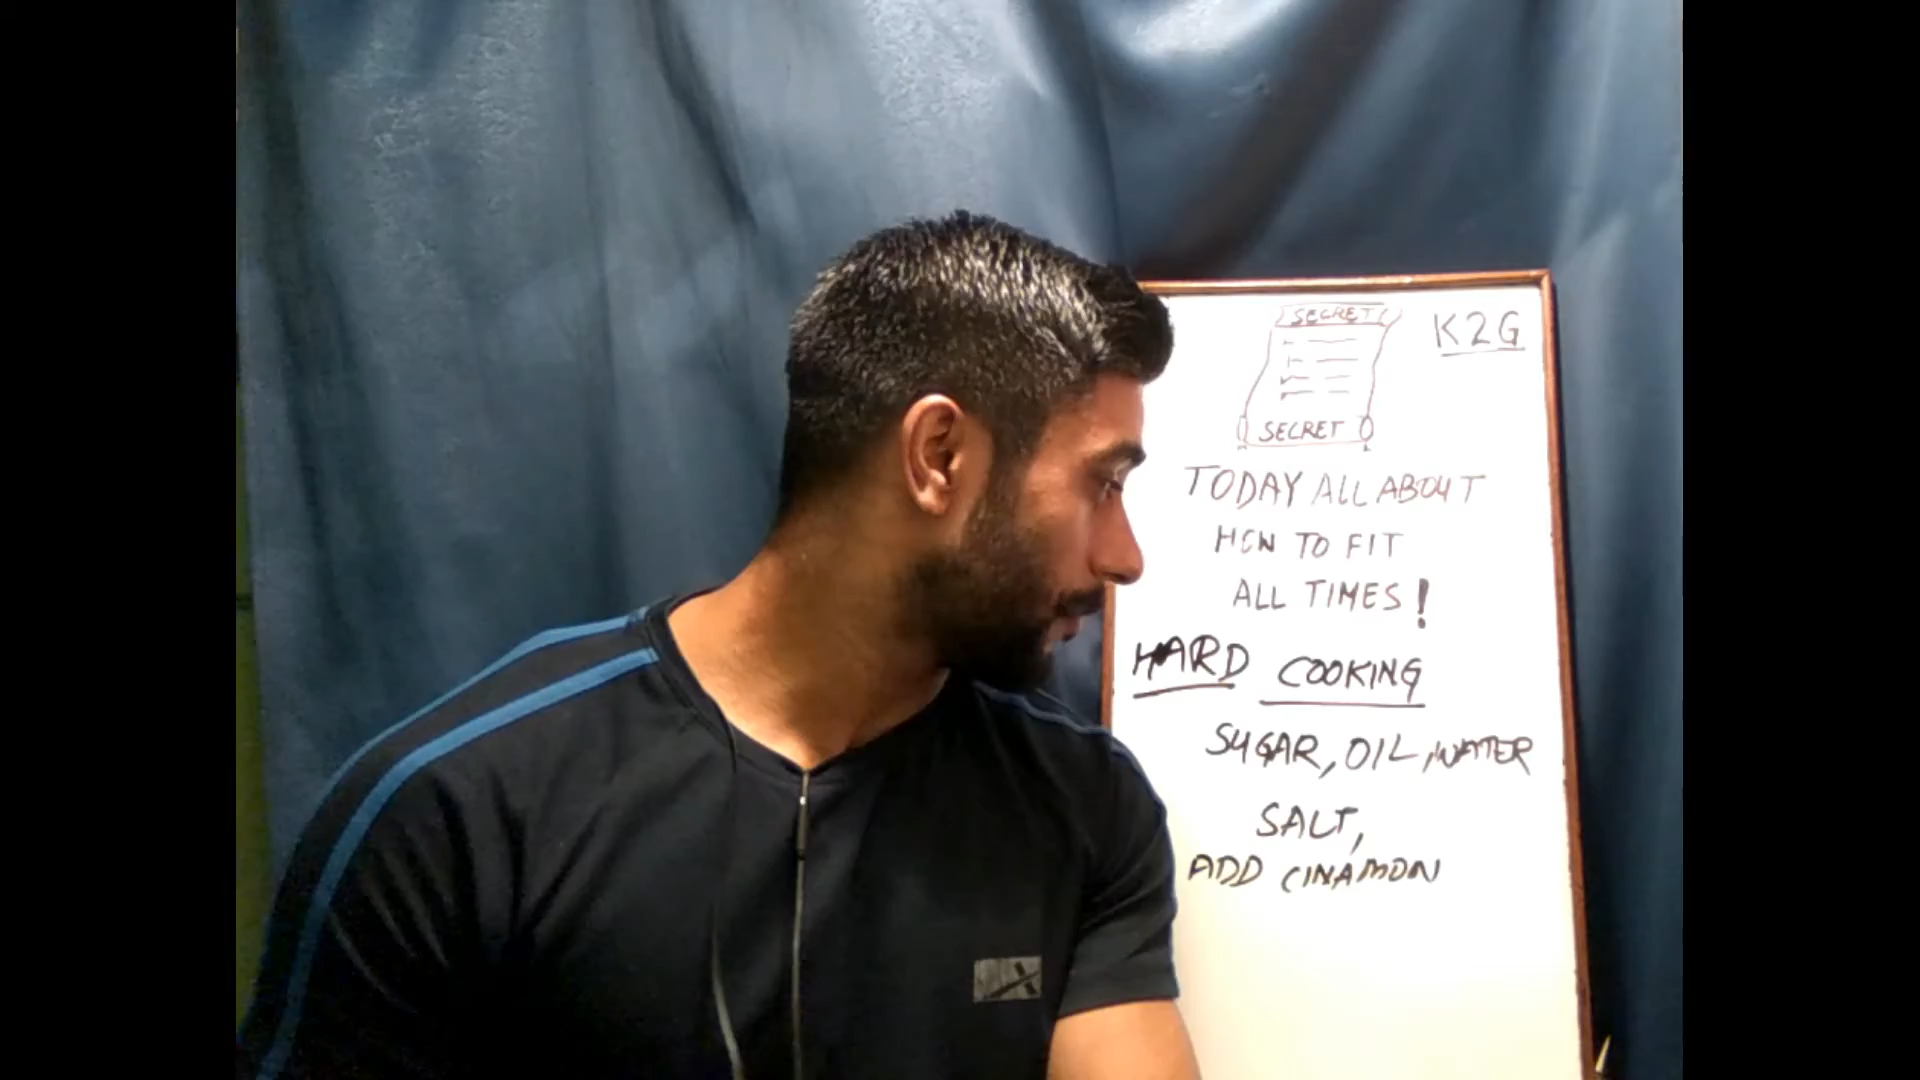 SECRET
K2G
SECRET
TODAY ALL ABOUT
HOW TO FIT
ALL TIMES!
HARD COOKING
SUGAR, OIL, WATER
SALT,
ADD CINAMON